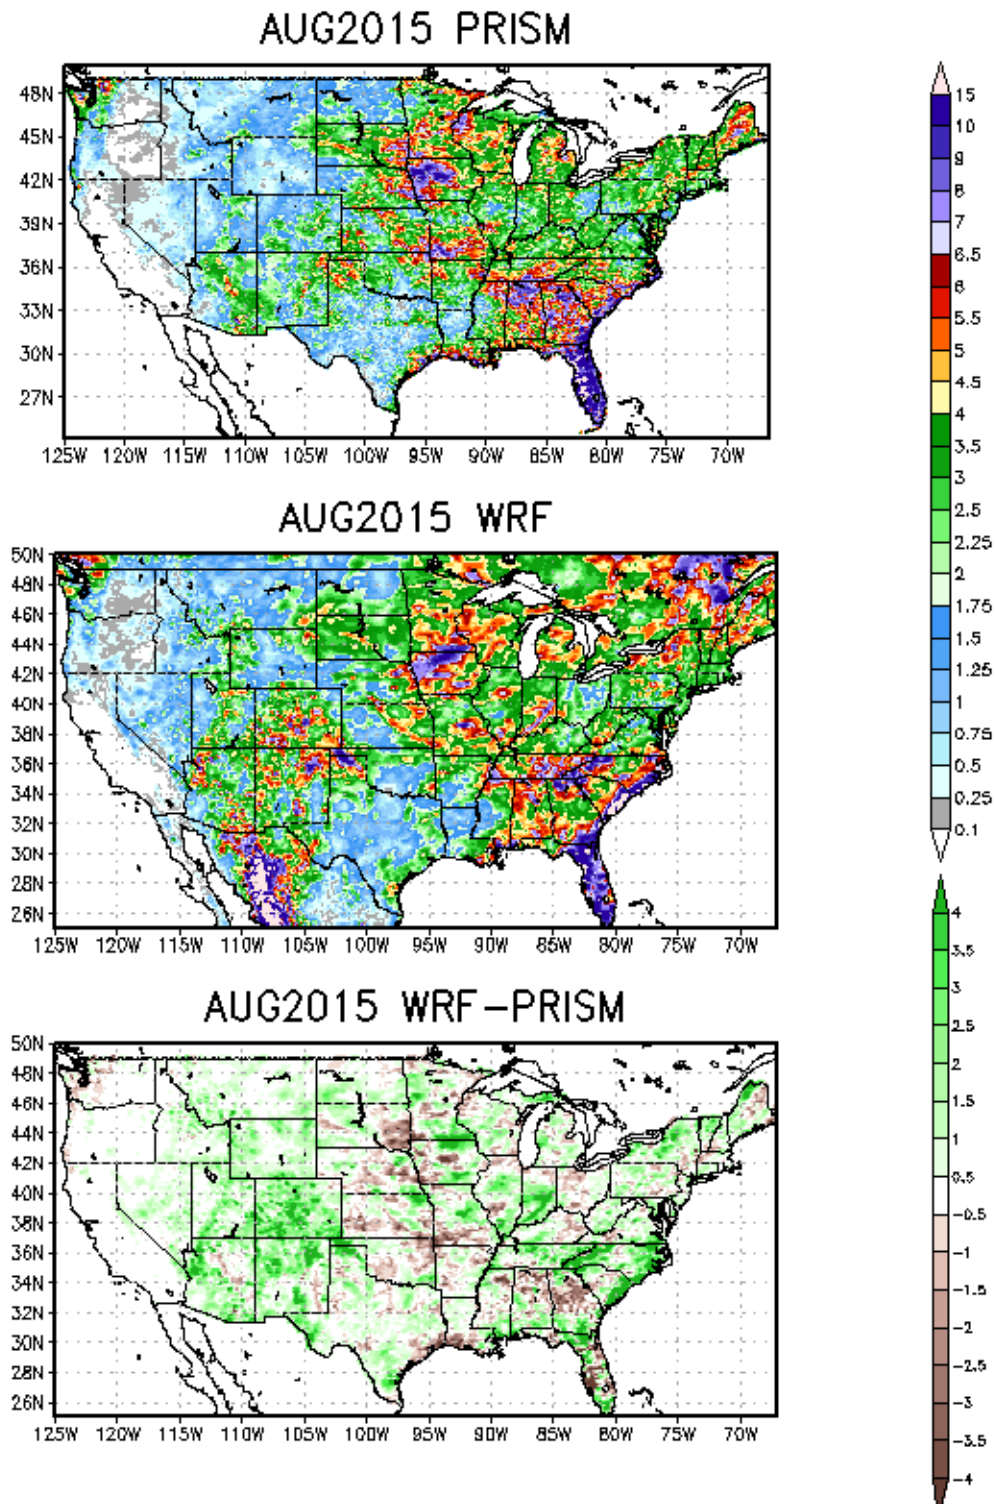 AUG2015 PRISM
48N
45N
42N
39N
36N
33N
30N
27N
125W 120W 115W 110W 105W 100W 95W 90W 85W 80W 75W 70W
AUG2015 WRF
50N
48N
46N
44N
42N
40N
38N
36N
34N
32N
30N
28N
26N
125W 120W 115W 110W 105W 100W 95W 90W 85W 80W 75W 70W
AUG2015 WRF-PRISM
50N
48N
46N
44N
42N
40N
38N
36N
34N
32N
30N
28N
26N
125W 120W 115W 110W 105W 100W 95W 90W 85W 80W 75W 70W
15
10
9
8
7
6.5
6
5.5
5
4.5
4
3.5
3
2.5
2.25
2
1.75
1.5
1.25
1
0.75
0.5
0.25
0.1
4
3.5
3
2.5
2
1.5
1
0.5
-0.5
-1
-1.5
-2
-2.5
-3
-3.5
-4